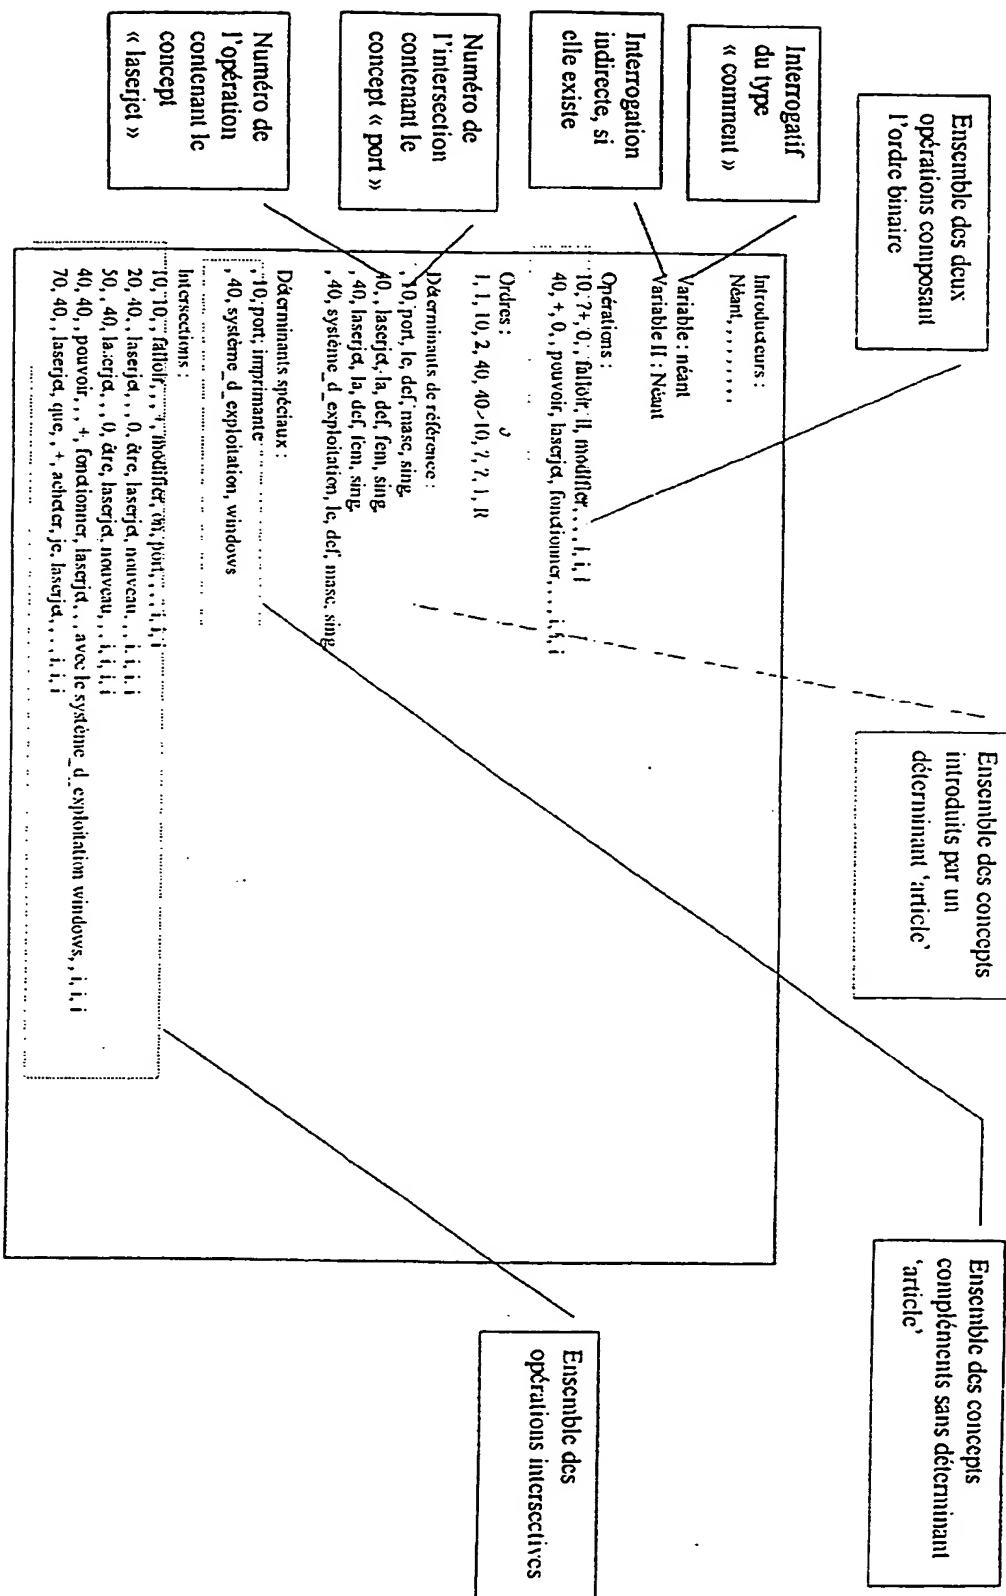 Ensemble des deux
opérations composant
l'ordre binaire
Ensemble des concepts
introduits par un
déterminant 'article'
Ensemble des concepts
compléments sans déterminant
'article'
Interrogatif
du type
« comment »
Interrogation
indirecte, si
elle existe
Numéro de
l'intersection
contenant le
concept « port »
Numéro de
l'opération
contenant le
concept
« laserjet »
Introducteurs :
Néant, , , , , , , ,
Variable : néant
Variable II : Néant
Opérations :
10, ?+, 0, , falloir, il, modifier, , , , i, i, i
40, +, 0, , pouvoir, laserjet, fonctionner, , , , i, i, i
Ordres :
1, 1, 10, 2, 40, 40>10, ?, ?, 1, R
Déterminants de référence :
, 10, port, le, def, masc, sing
40, , laserjet, la, def, fem, sing
, 40, laserjet, la, def, fem, sing
, 40, système_d_exploitation, le, def, masc, sing
Déterminants spéciaux :
, 10, port, imprimante
, 40, système_d_exploitation, windows
Intersections :
10, 10, , falloir, , , +, modifier, on, port, , , , i, i, i
20, 40, , laserjet, , , 0, être, laserjet, nouveau, , , i, i, i
50, , 40, laserjet, , , 0, être, laserjet, nouveau, , , i, i, i
40, 40, , pouvoir, , , +, fonctionner, laserjet, , , avec le système_d_exploitation windows, , i, i, i
70, 40, , laserjet, que, , +, acheter, je, laserjet, , , , i, i, i
Ensemble des
opérations intersectives